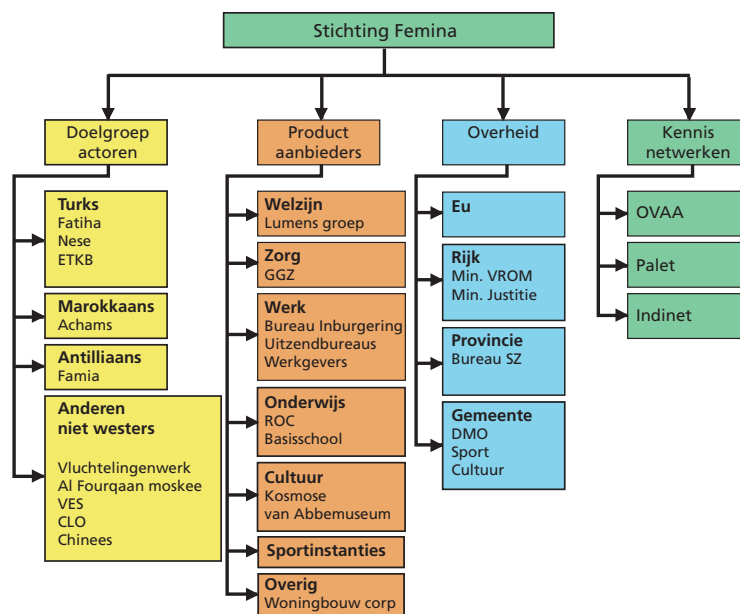 Stichting Femina
Doelgroep
actoren
Turks
Fatiha
Nese
ETKB
Marokkaans
Achams
Antilliaans
Famia
Anderen
niet westers
Vluchtelingenwerk
Al Fourqaan moskee
VES
CLO
Chinees
Product
aanbieders
Welzijn
Lumens groep
Zorg
GGZ
Werk
Bureau Inburgering
Uitzendbureaus
Werkgevers
Onderwijs
ROC
Basisschool
Cultuur
Kosmose
van Abbemuseum
Sportinstanties
Overig
Woningbouw corp
Overheid
Eu
Rijk
Min. VROM
Min. Justitie
Provincie
Bureau SZ
Gemeente
DMO
Sport
Cultuur
Kennis
netwerken
OVAA
Palet
Indinet